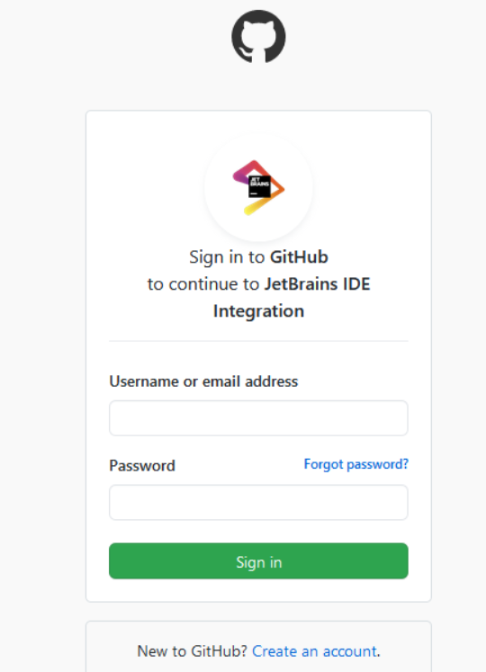 JET
BRAINS
Sign in to GitHub
to continue to JetBrains IDE
Integration
Username or email address
Password Forgot password?
Sign in
New to GitHub? Create an account.